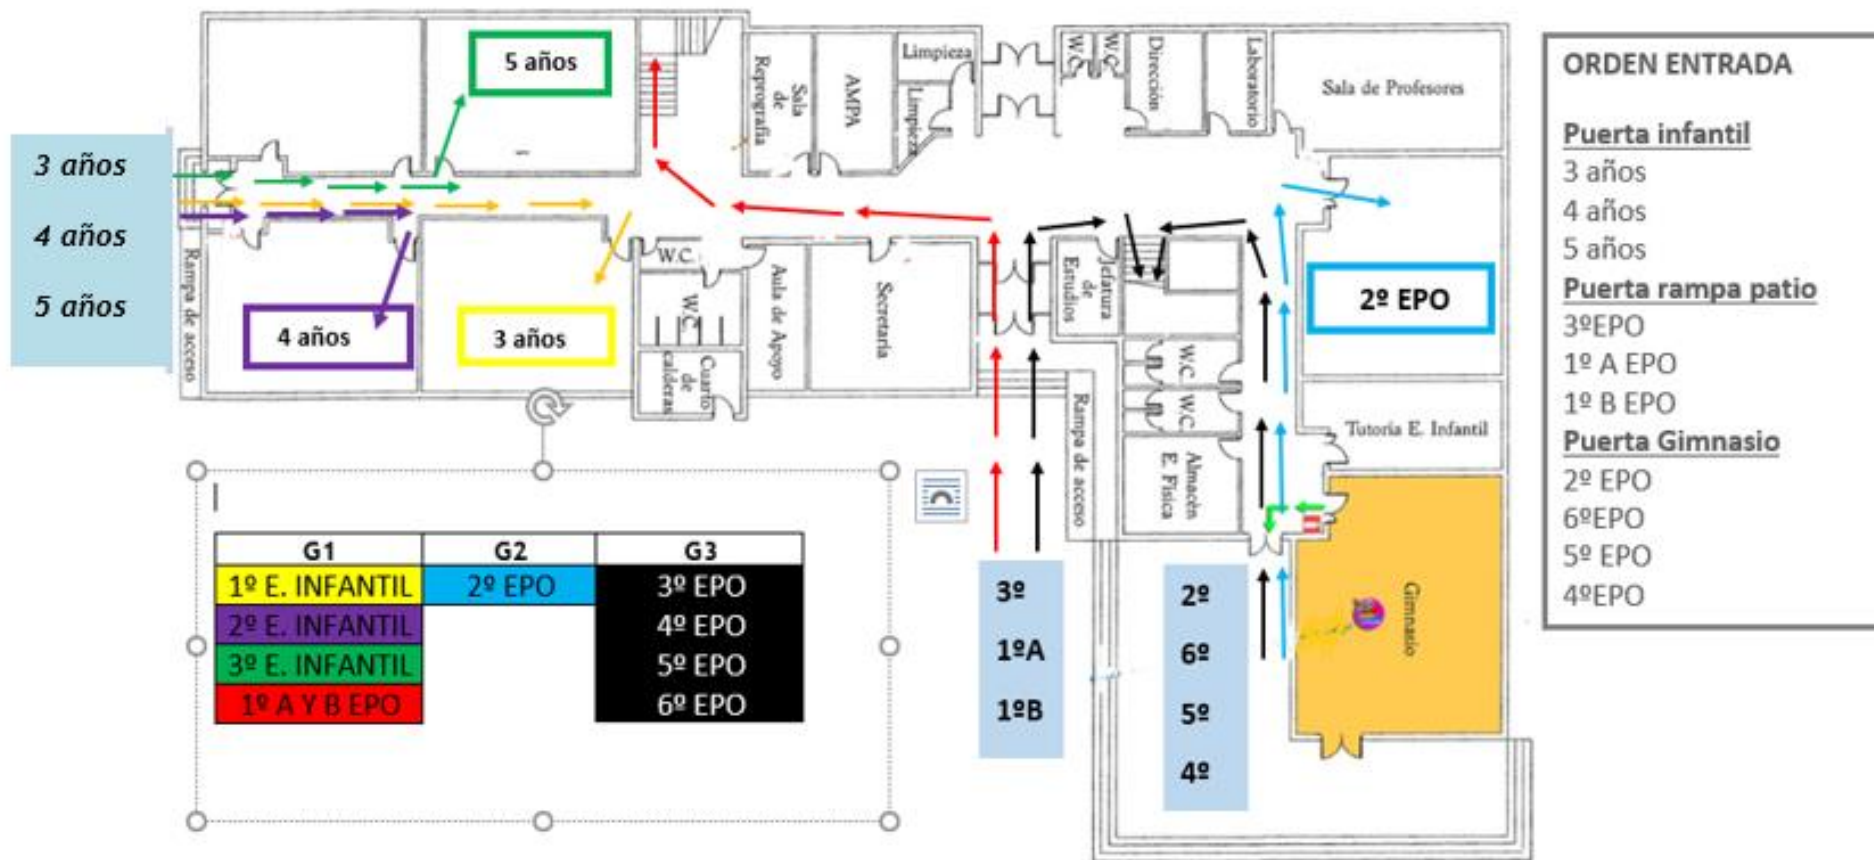 5 años
3 años
4 años
5 años
Rampa de acceso
4 años
3 años
Sala de Reprografía
AMPA
Limpieza
Limpieza
W.C.
W.C.
Dirección
Laboratorio
Sala de Profesores
W.C.
W.C.
Cuarto de calderas
Aula de Apoyo
Secretaría
Jefatura de Estudios
W.C.
W.C.
Almacén E. Física
Rampa de acceso
2º EPO
Tutoría E. Infantil
Gimnasio
G1 G2 G3
1º E. INFANTIL 2º EPO 3º EPO
2º E. INFANTIL 4º EPO
3º E. INFANTIL 5º EPO
1º A Y B EPO 6º EPO
3º
1ºA
1ºB
2º
6º
5º
4º
ORDEN ENTRADA
Puerta infantil
3 años
4 años
5 años
Puerta rampa patio
3ºEPO
1º A EPO
1º B EPO
Puerta Gimnasio
2º EPO
6ºEPO
5º EPO
4ºEPO